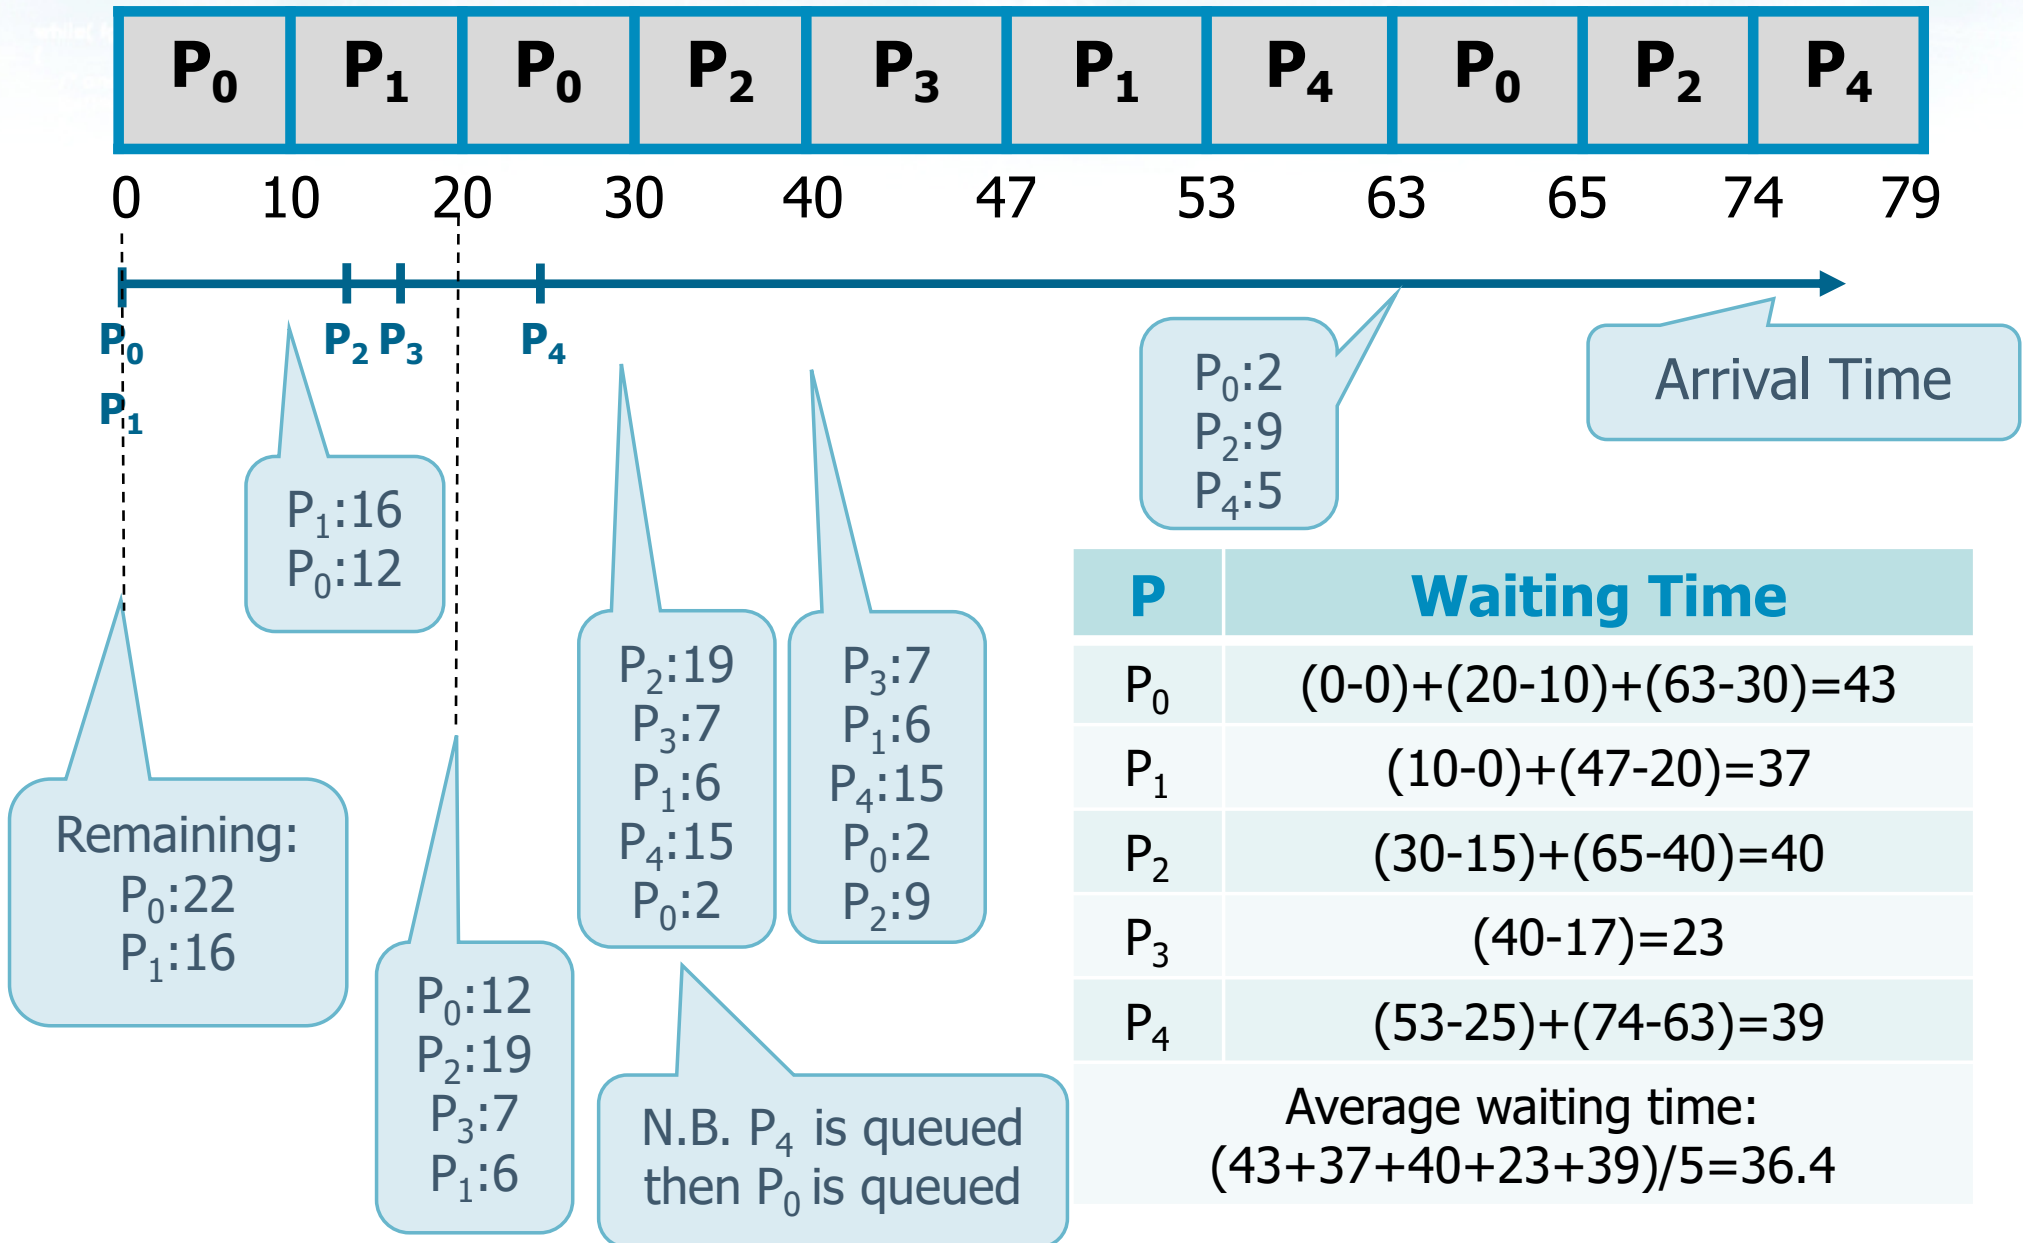 while(
P0 P1 P0 P2 P3 P1 P4 P0 P2 P4
0 10 20 30 40 47 53 63 65 74 79
P0 P2 P3 P4
P1
Arrival Time
P0:2
P2:9
P4:5
P1:16
P0:12
Remaining:
P0:22
P1:16
P0:12
P2:19
P3:7
P1:6
P2:19
P3:7
P1:6
P4:15
P0:2
P3:7
P1:6
P4:15
P0:2
P2:9
N.B. P4 is queued
then P0 is queued
P Waiting Time
P0 (0-0)+(20-10)+(63-30)=43
P1 (10-0)+(47-20)=37
P2 (30-15)+(65-40)=40
P3 (40-17)=23
P4 (53-25)+(74-63)=39
Average waiting time:
(43+37+40+23+39)/5=36.4